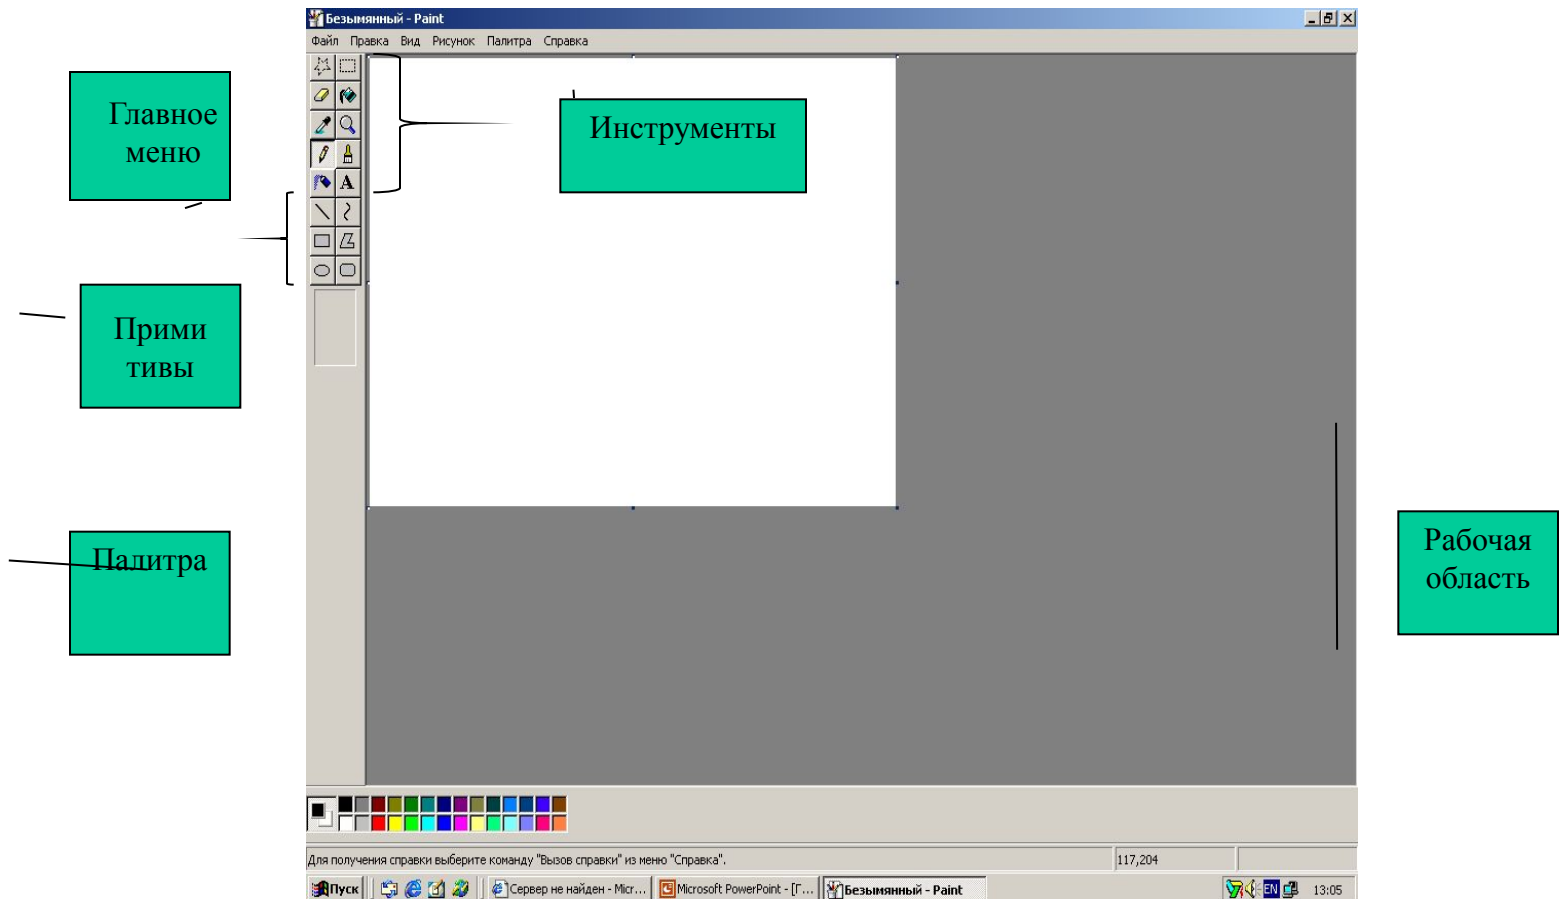 Безымянный - Paint
Файл Правка Вид Рисунок Палитра Справка
Главное
меню
Инструменты
A
Прими
тивы
Палитра
Рабочая
область
Для получения справки выберите команду "Вызов справки" из меню "Справка".
117,204
Пуск
Сервер не найден - Micr...
Microsoft PowerPoint - [Г...
Безымянный - Paint
EN
13:05